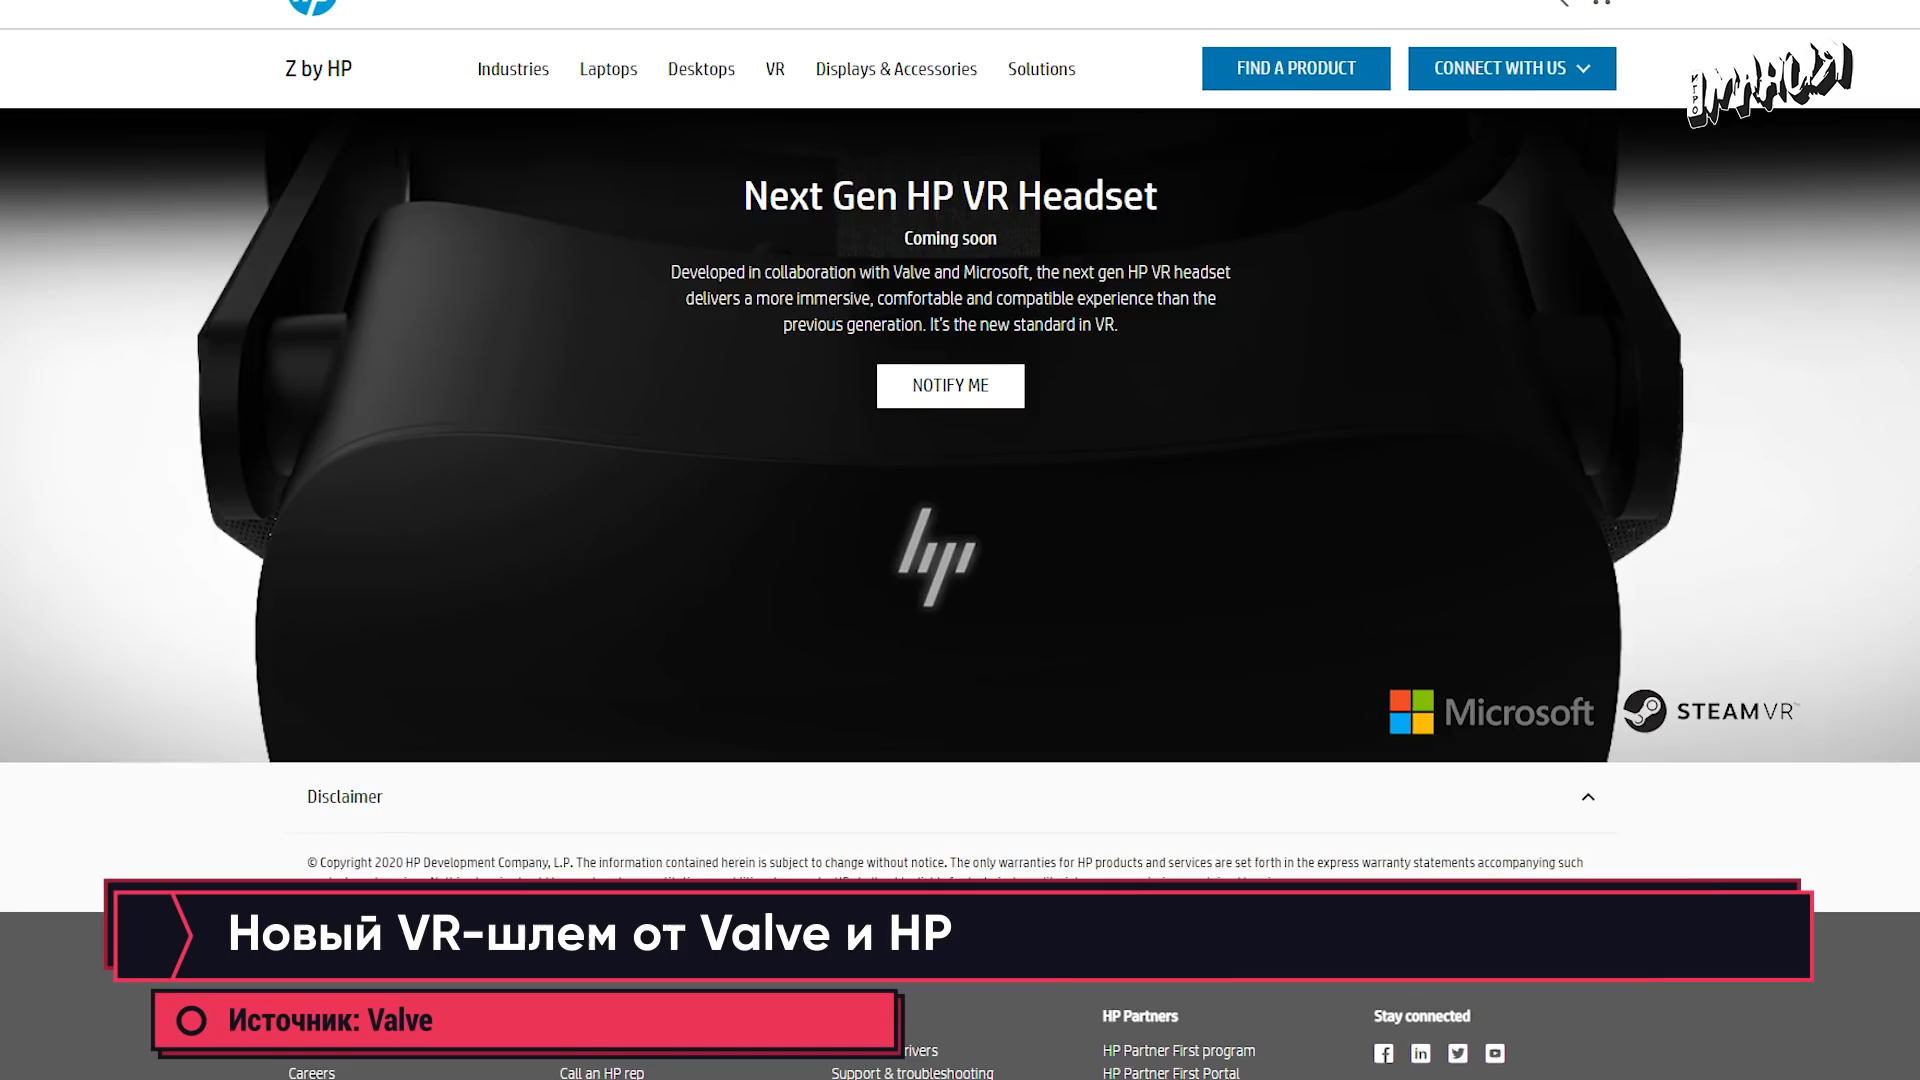 Z by HP
Industries
Laptops
Desktops
VR
Displays & Accessories
Solutions
FIND A PRODUCT
CONNECT WITH US
ИГРО
Next Gen HP VR Headset
Coming soon
Developed in collaboration with Valve and Microsoft, the next gen HP VR headset
delivers a more immersive, comfortable and compatible experience than the
previous generation. It's the new standard in VR.
NOTIFY ME
hp
Microsoft
STEAM VR™
Disclaimer
© Copyright 2020 HP Development Company, L.P. The information contained herein is subject to change without notice. The only warranties for HP products and services are set forth in the express warranty statements accompanying such
Новый VR-шлем от Valve и HP
Источник: Valve
HP Partners
Stay connected
HP Partner First program
Careers
Call an HP rep
Support & troubleshooting
HP Partner First Portal